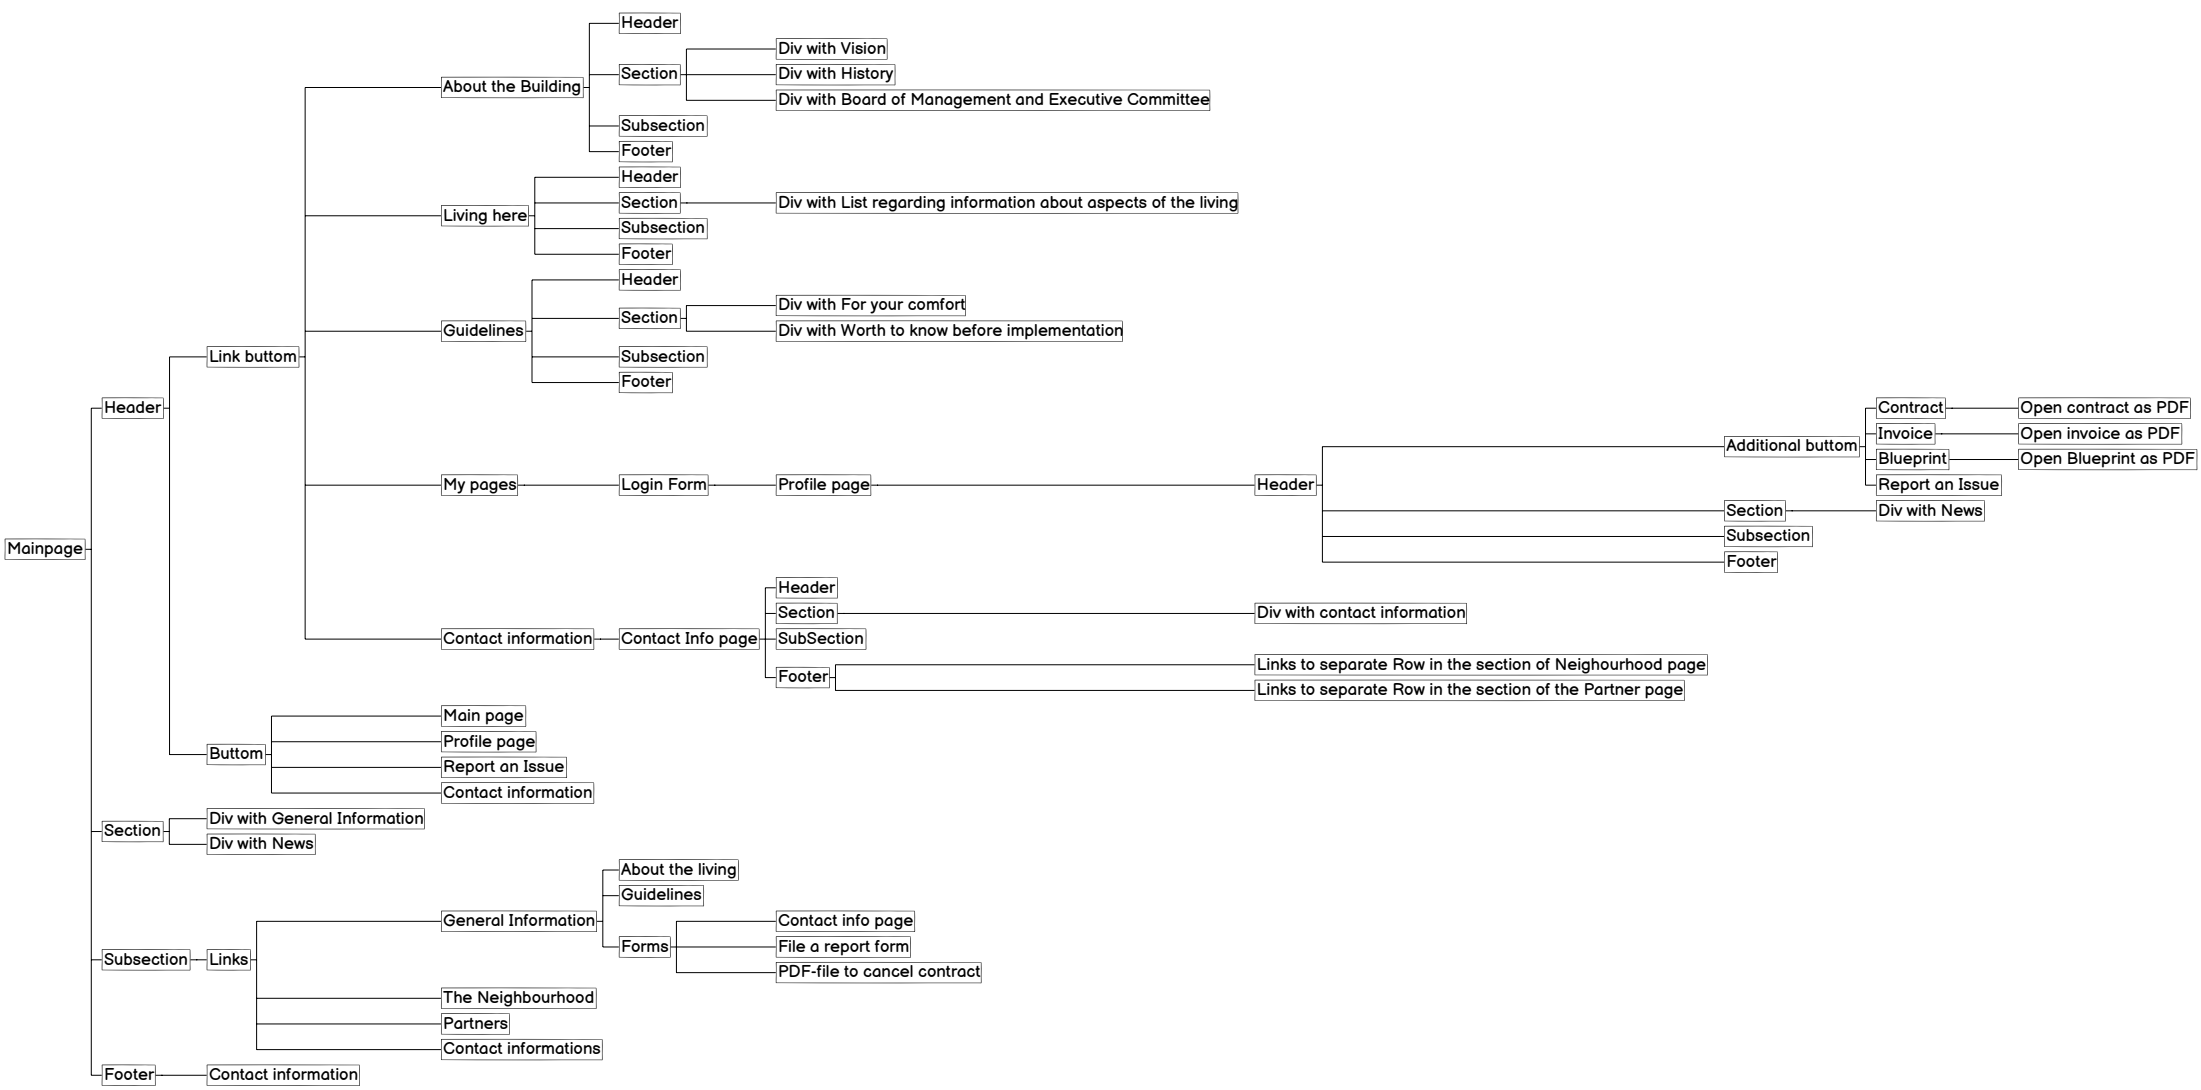 Header
Div with Vision
Section
Div with History
About the Building
Div with Board of Management and Executive Committee
Subsection
Footer
Header
Section
Div with List regarding information about aspects of the living
Living here
Subsection
Footer
Header
Div with For your comfort
Section
Guidelines
Div with Worth to know before implementation
Link buttom
Subsection
Footer
Header
Contract
Open contract as PDF
Invoice
Open invoice as PDF
Additional buttom
Blueprint
Open Blueprint as PDF
My pages
Login Form
Profile page
Header
Report an Issue
Section
Div with News
Subsection
Mainpage
Footer
Header
Section
Div with contact information
Contact information
Contact Info page
SubSection
Links to separate Row in the section of Neighourhood page
Footer
Links to separate Row in the section of the Partner page
Main page
Profile page
Buttom
Report an Issue
Contact information
Div with General Information
Section
Div with News
About the living
Guidelines
General Information
Contact info page
Forms
File a report form
Subsection
Links
PDF-file to cancel contract
The Neighbourhood
Partners
Contact informations
Footer
Contact information